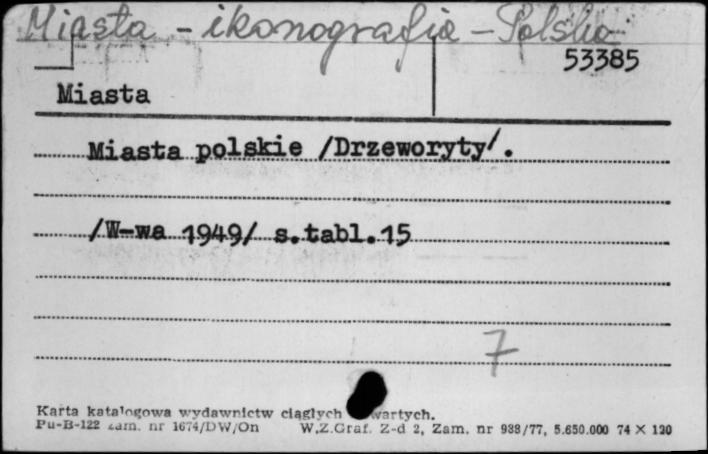 Miasta - ikonografia - Polska
53385
Miasta
Miasta polskie /Drzeworyty/.
/W-wa 1949/ s.tabl.15
7
Karta katalogowa wydawnictw ciągłych wartych.
Pu-B-122 zam. nr 1674/DW/On W.Z.Graf. Z-d 2, Zam. nr 988/77, 5.650.000 74 × 120